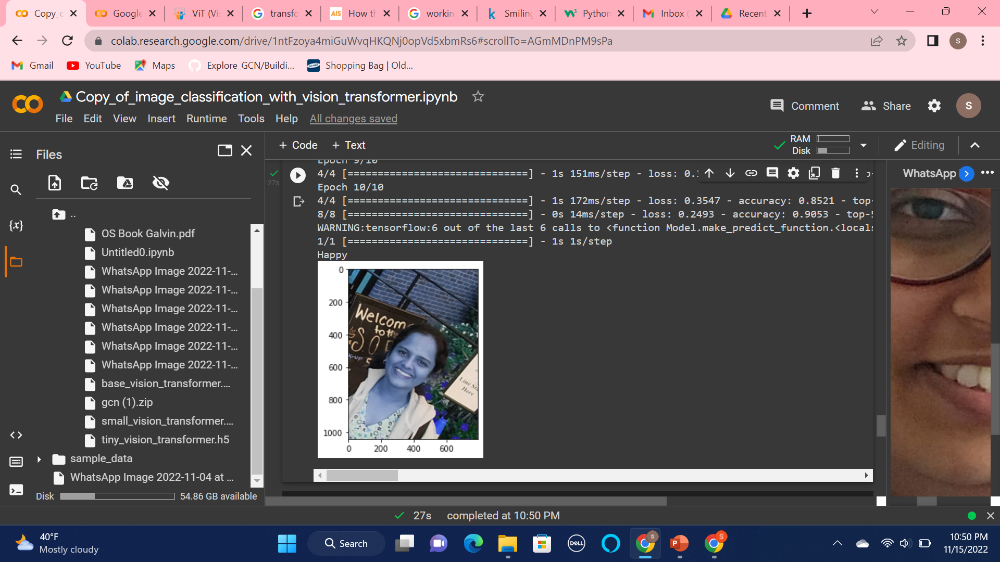 Copy_c
Google
ViT (Vi
transfo
How th
workin
Smiling
Python
Inbox (
Recent
colab.research.google.com/drive/1ntFzoya4miGuWvqHKQNj0opVd5xbmRs6#scrollTo=AGmMDnPM9sPa
Gmail
YouTube
Maps
Explore_GCN/Buildi...
Shopping Bag | Old...
Copy_of_image_classification_with_vision_transformer.ipynb
Comment
Share
S
File Edit View Insert Runtime Tools Help All changes saved
Files
+ Code + Text
RAM
Disk
Editing
..
OS Book Galvin.pdf
Untitled0.ipynb
WhatsApp Image 2022-11-...
WhatsApp Image 2022-11-...
WhatsApp Image 2022-11-...
WhatsApp Image 2022-11-...
WhatsApp Image 2022-11-...
WhatsApp Image 2022-11-...
base_vision_transformer....
gcn (1).zip
small_vision_transformer....
tiny_vision_transformer.h5
sample_data
WhatsApp Image 2022-11-04 at ...
Disk 54.86 GB available
27s
Epoch 9/10
4/4 [==============================] - 1s 151ms/step - loss: 0.
Epoch 10/10
4/4 [==============================] - 1s 172ms/step - loss: 0.3547 - accuracy: 0.8521 - top-
8/8 [==============================] - 0s 14ms/step - loss: 0.2493 - accuracy: 0.9053 - top-5
WARNING:tensorflow:6 out of the last 6 calls to <function Model.make_predict_function.<locals
1/1 [==============================] - 1s 1s/step
Happy
0
200
400
600
800
1000
0 200 400 600
Welcom
to th
Line
Here
WhatsApp
27s completed at 10:50 PM
40°F
Mostly cloudy
Search
DELL
10:50 PM
11/15/2022